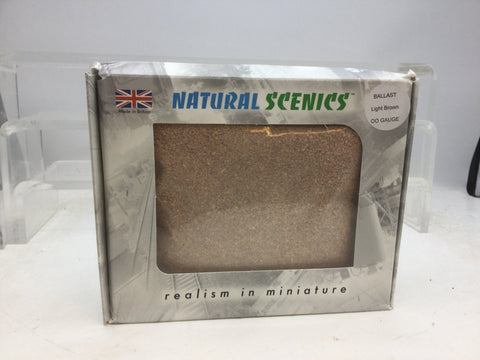 NATURAL SCENICS™
Made in Britain
BALLAST
Light Brown
OO GAUGE
realism in miniature